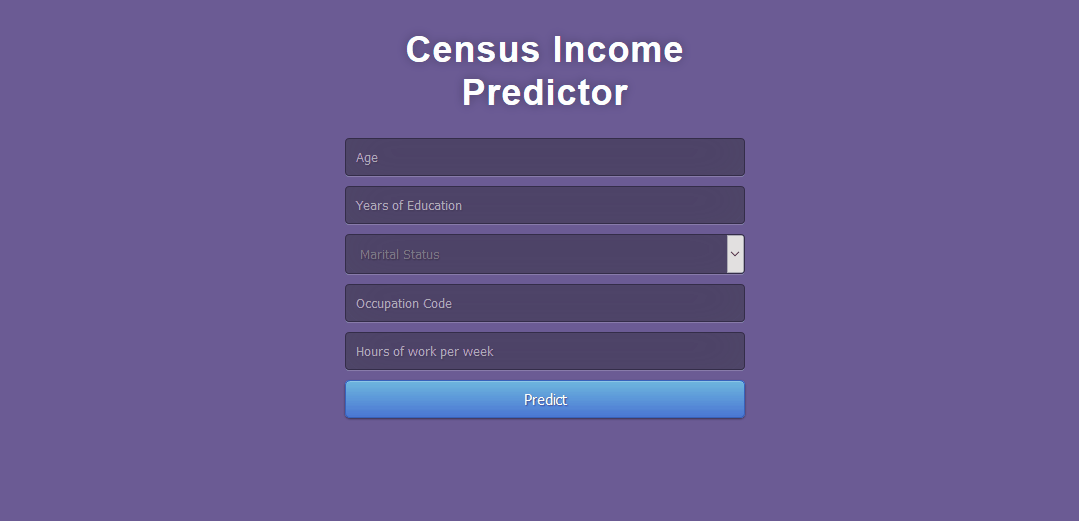 Census Income
Predictor
Age
Years of Education
Marital Status
Occupation Code
Hours of work per week
Predict